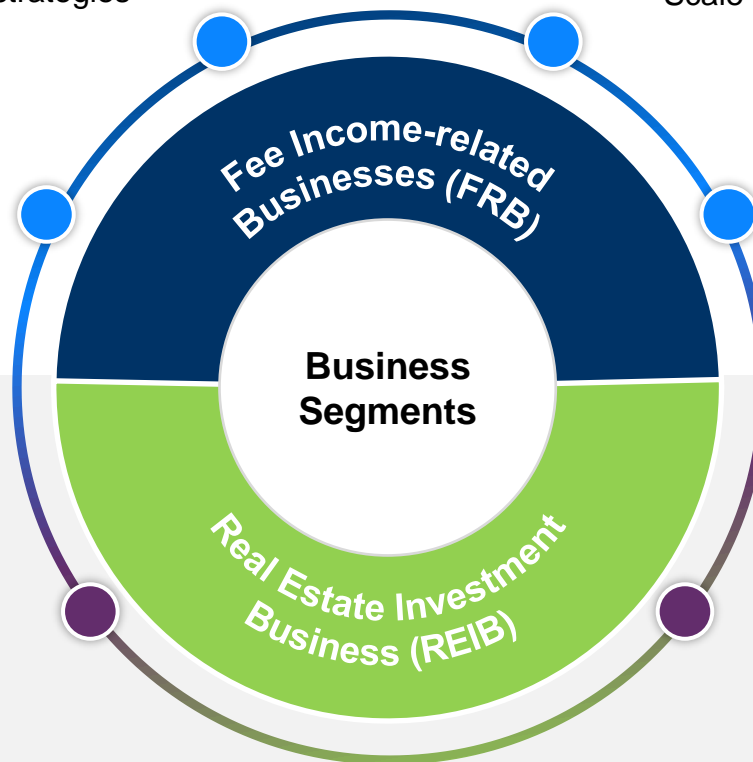 Fee Income-related
Businesses (FRB)
Business
Segments
Real Estate Investment
Business (REIB)